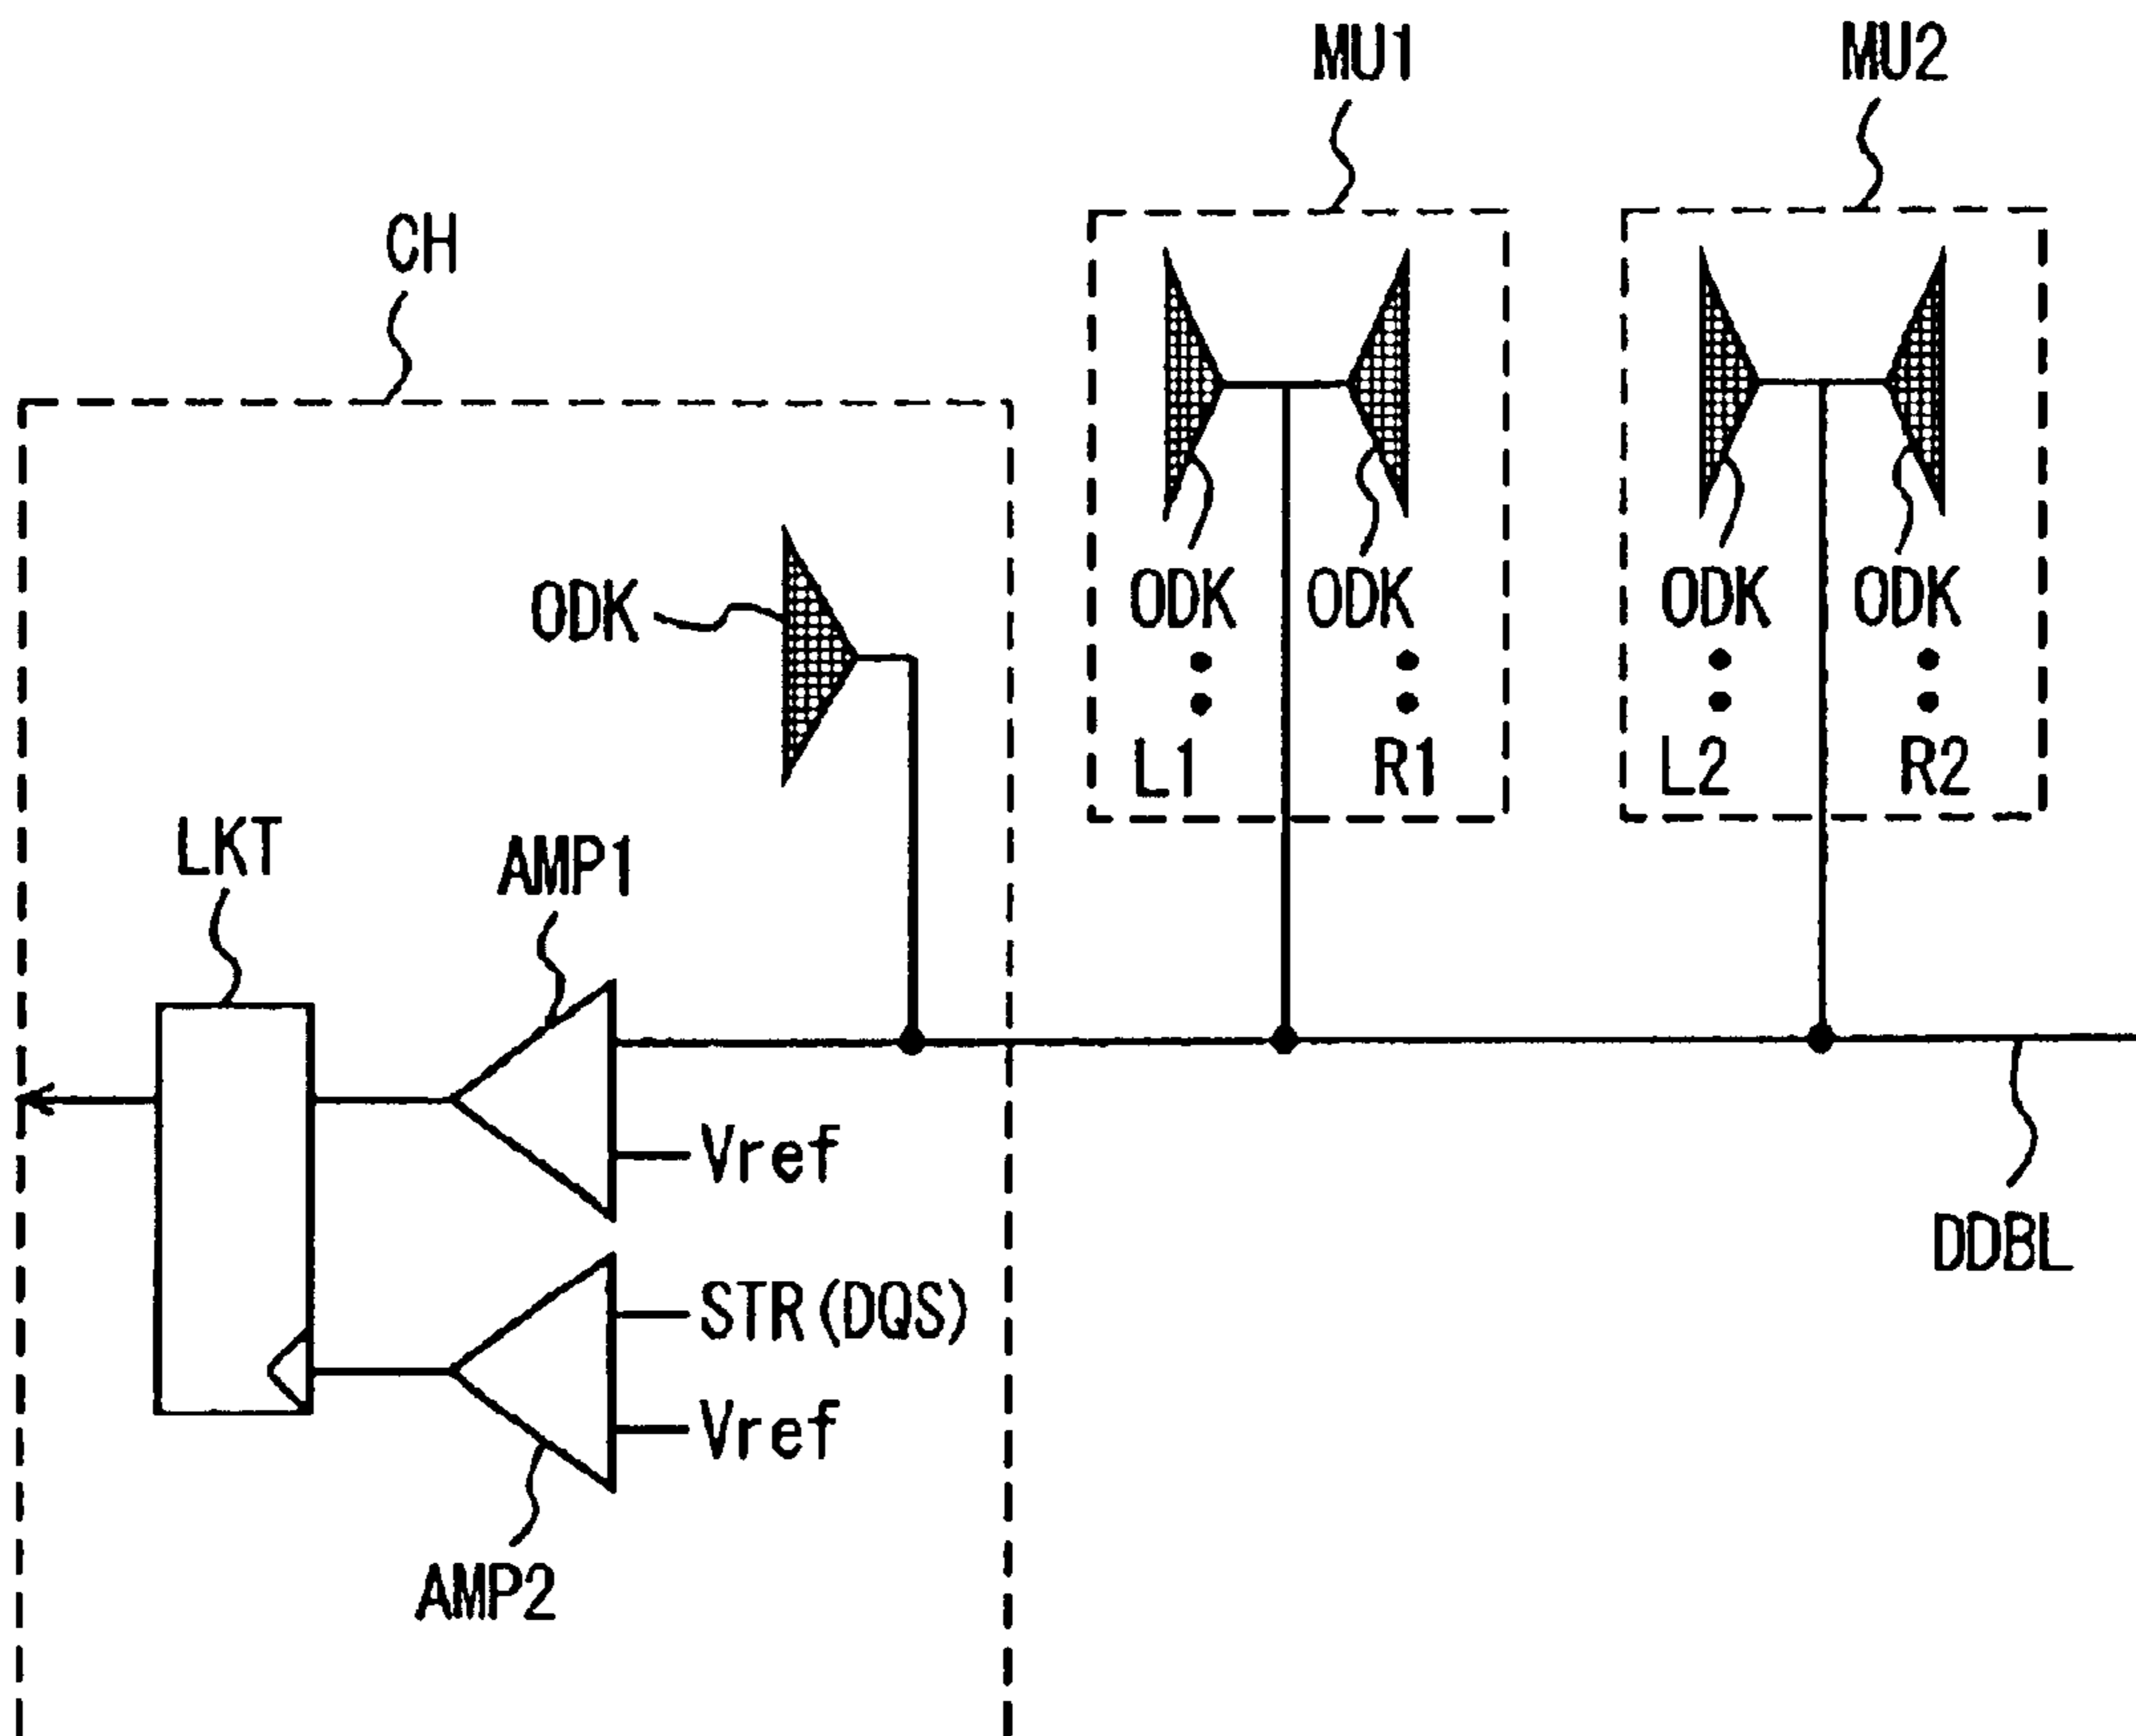 MU1
MU2
CH
ODK
ODK
ODK
ODK
ODK
L1
R1
L2
R2
LKT
AMP1
Vref
STR(DQS)
Vref
DDBL
AMP2